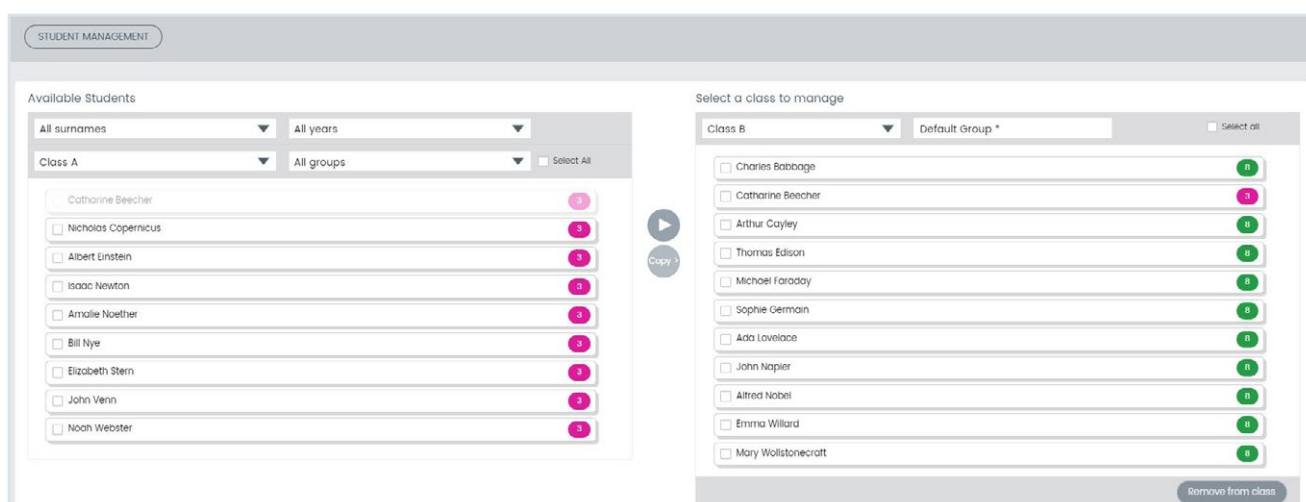 STUDENT MANAGEMENT
Available Students
All surnames
All years
Class A
All groups
Select All
Catharine Beecher 3
Nicholas Copernicus 3
Albert Einstein 3
Isaac Newton 3
Amalie Noether 3
Bill Nye 3
Elizabeth Stern 3
John Venn 3
Noah Webster 3
Copy >
Select a class to manage
Class B
Default Group *
Select all
Charles Babbage 8
Catharine Beecher 3
Arthur Cayley 8
Thomas Edison 8
Michael Faraday 8
Sophie Germain 8
Ada Lovelace 8
John Napier 8
Alfred Nobel 8
Emma Willard 8
Mary Wollstonecraft 8
Remove from class